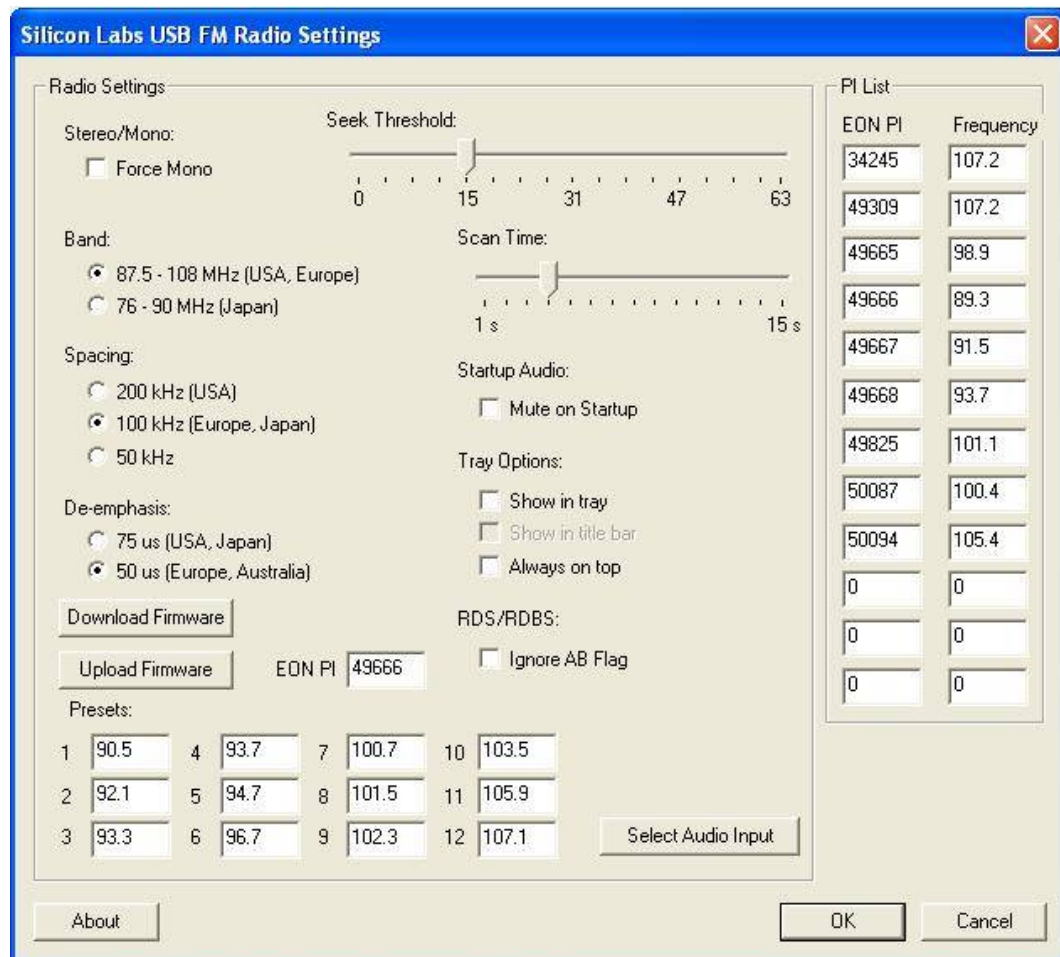 Silicon Labs USB FM Radio Settings
Radio Settings
Stereo/Mono:
Force Mono
Seek Threshold:
0 15 31 47 63
Band:
87.5 - 108 MHz (USA, Europe)
76 - 90 MHz (Japan)
Scan Time:
1 s 15 s
Spacing:
200 kHz (USA)
100 kHz (Europe, Japan)
50 kHz
Startup Audio:
Mute on Startup
Tray Options:
Show in tray
Show in title bar
Always on top
De-emphasis:
75 us (USA, Japan)
50 us (Europe, Australia)
Download Firmware
Upload Firmware
EON PI 49666
RDS/RDBS:
Ignore AB Flag
Presets:
1 90.5 4 93.7 7 100.7 10 103.5
2 92.1 5 94.7 8 101.5 11 105.9
3 93.3 6 96.7 9 102.3 12 107.1
Select Audio Input
PI List
EON PI Frequency
34245 107.2
49309 107.2
49665 98.9
49666 89.3
49667 91.5
49668 93.7
49825 101.1
50087 100.4
50094 105.4
0 0
0 0
0 0
About
OK
Cancel